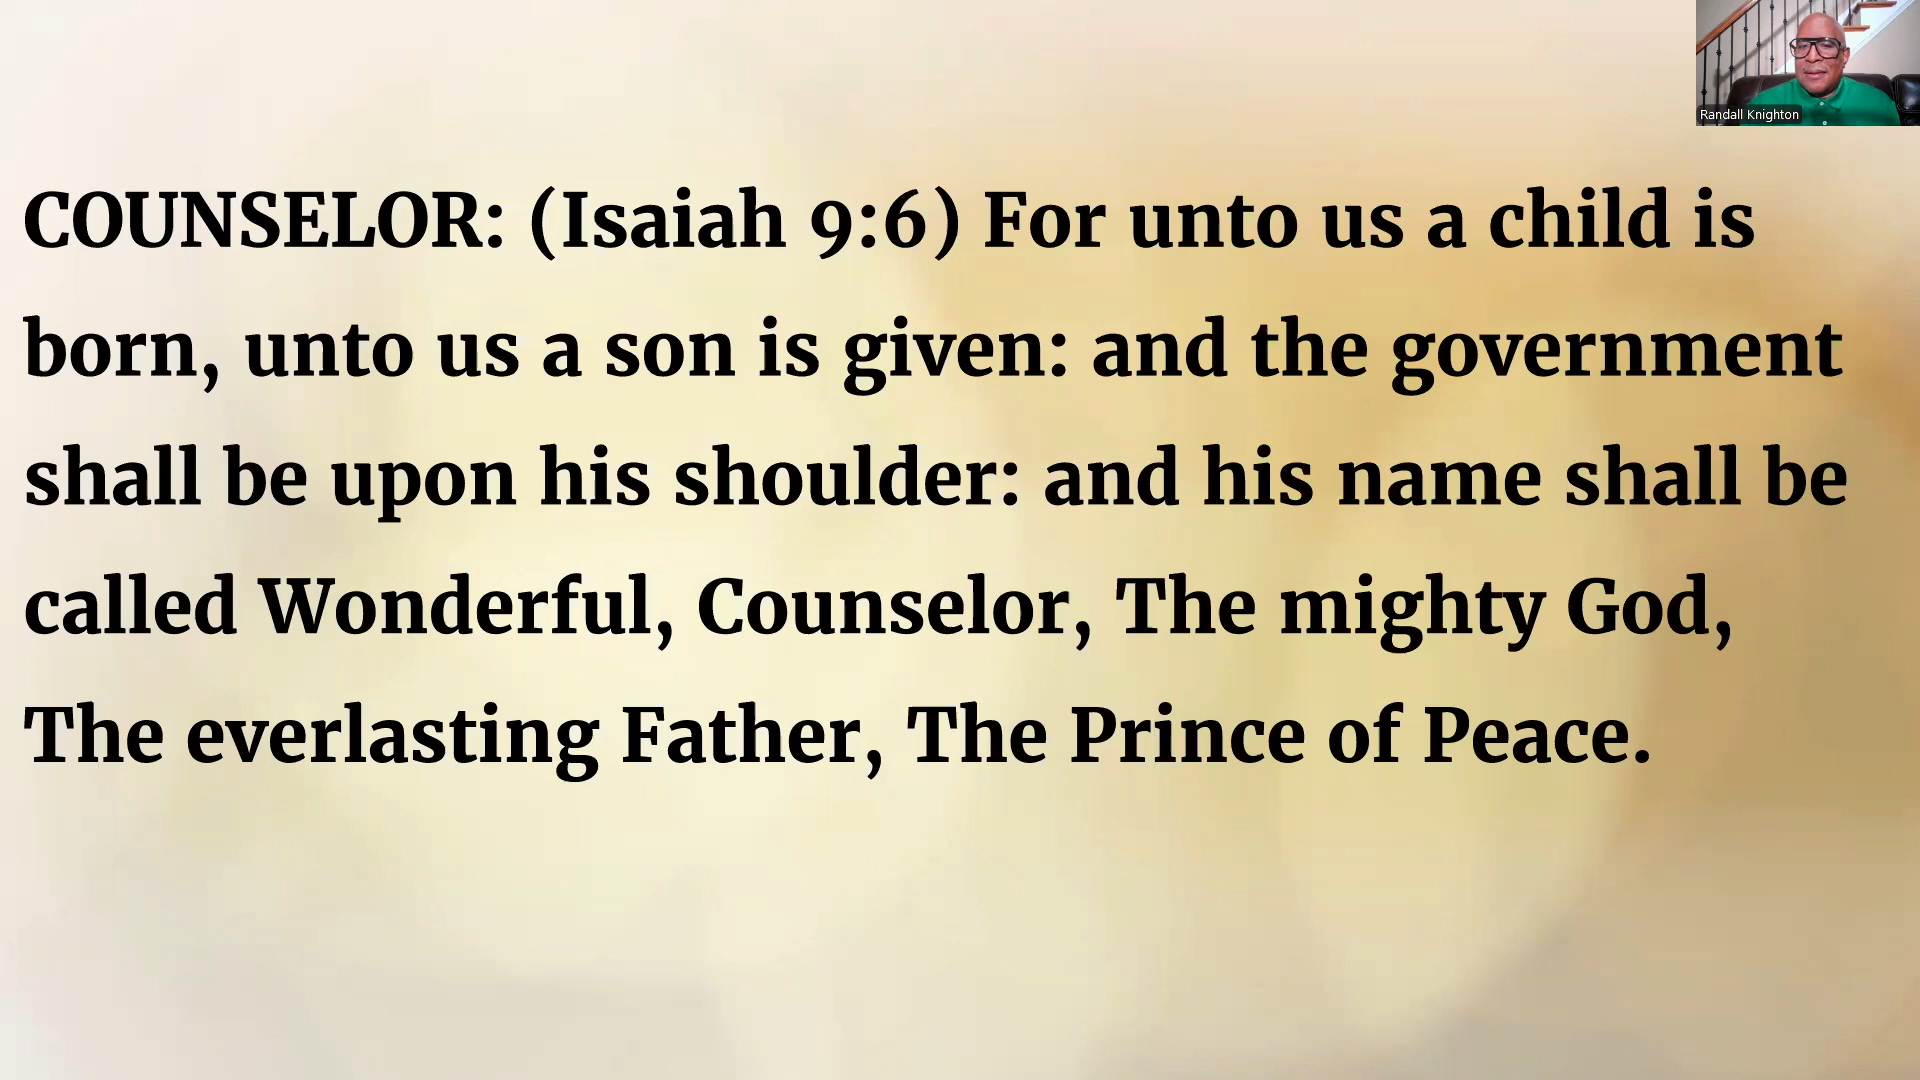 Randall Knighton
COUNSELOR: (Isaiah 9:6) For unto us a child is
born, unto us a son is given: and the government
shall be upon his shoulder: and his name shall be
called Wonderful, Counselor, The mighty God,
The everlasting Father, The Prince of Peace.